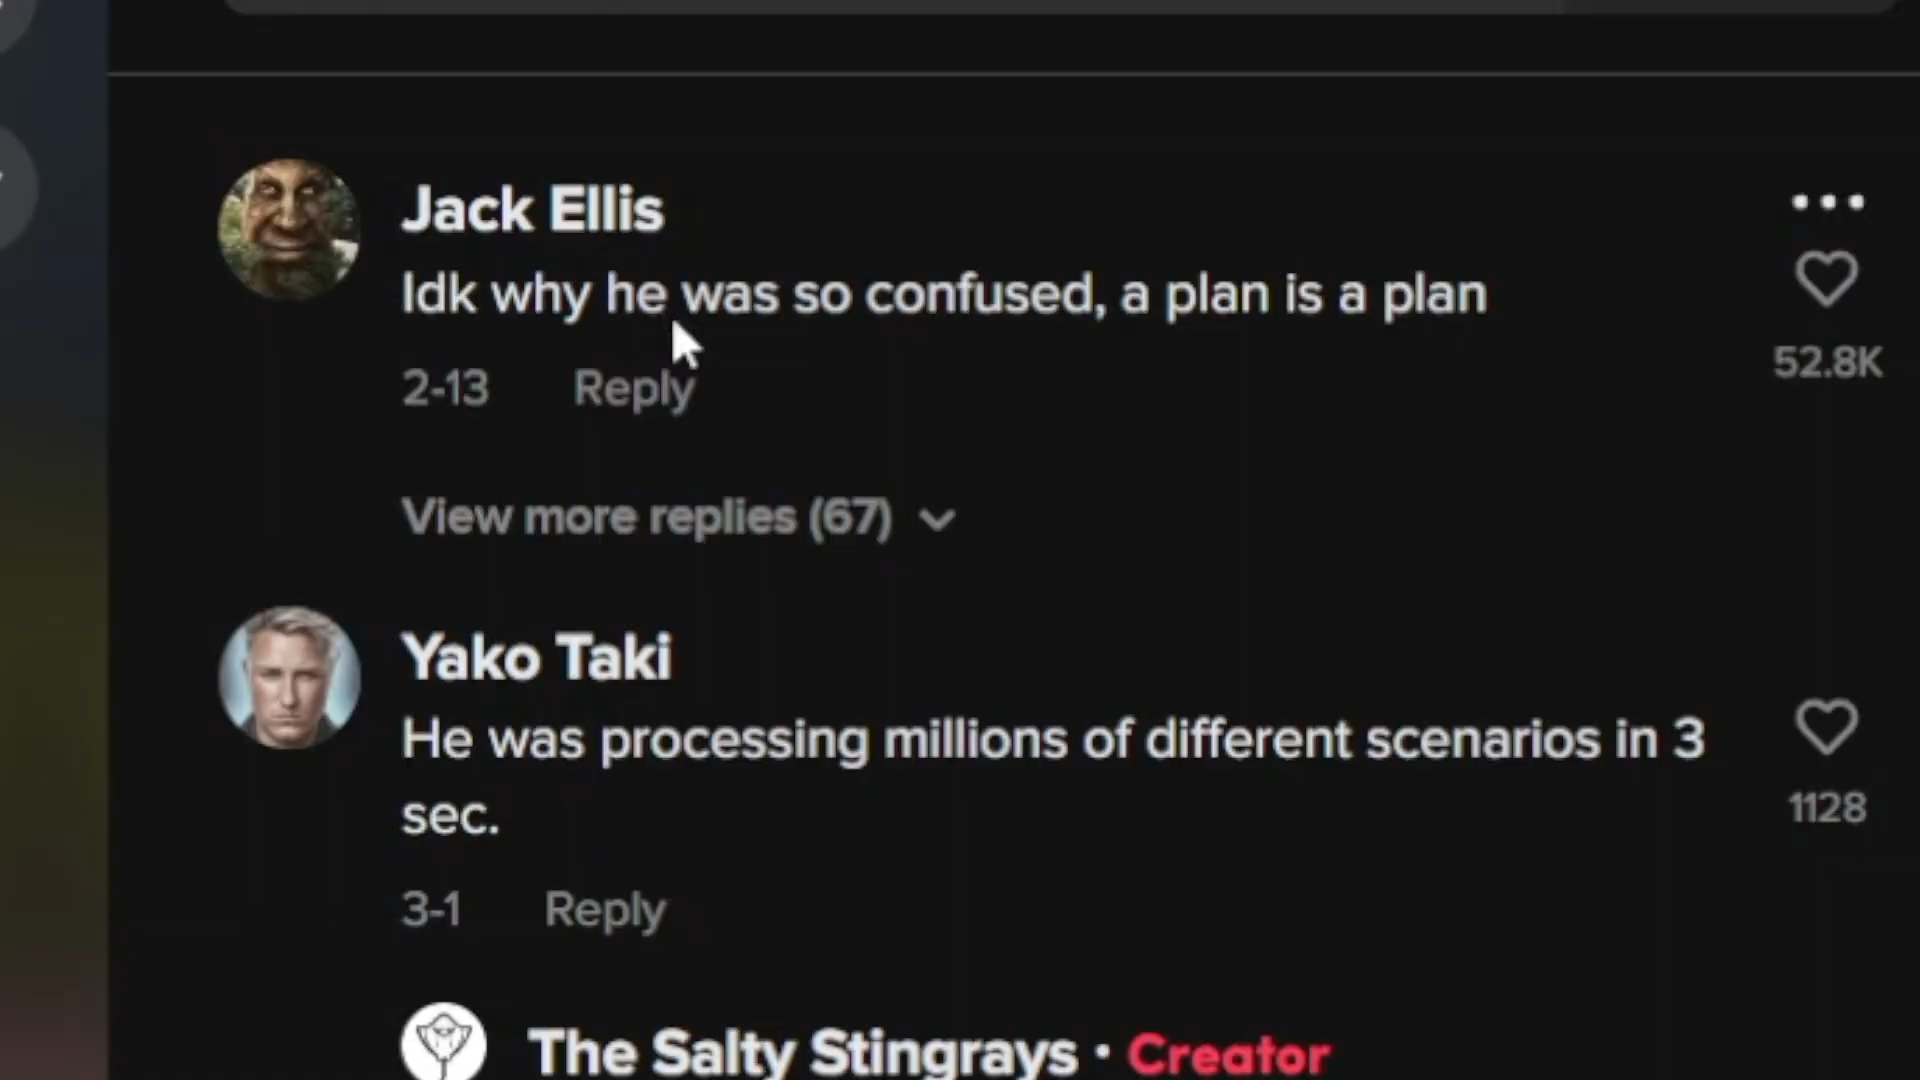 Jack Ellis
Idk why he was so confused, a plan is a plan
52.8K
2-13 Reply
View more replies (67)
Yako Taki
He was processing millions of different scenarios in 3
sec.
1128
3-1 Reply
The Salty Stingrays · Creator